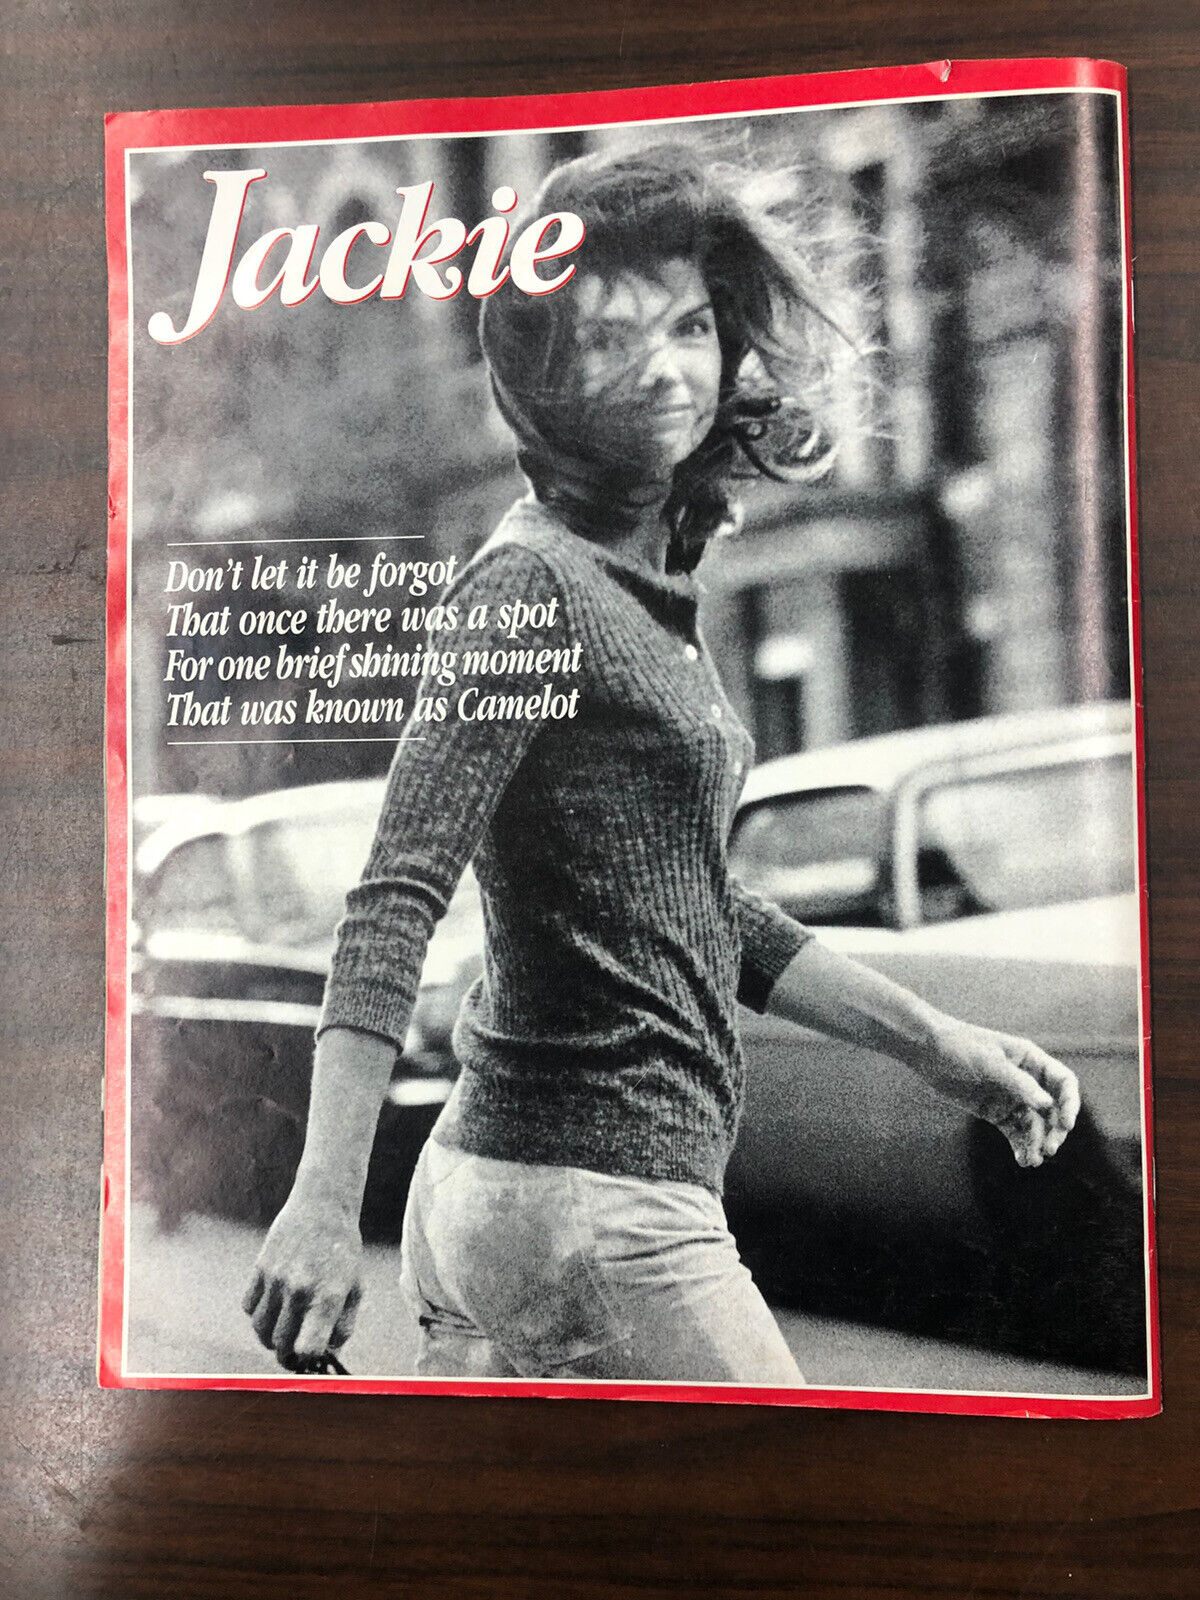 Jackie
Don't let it be forgot
That once there was a spot
For one brief shining moment
That was known as Camelot